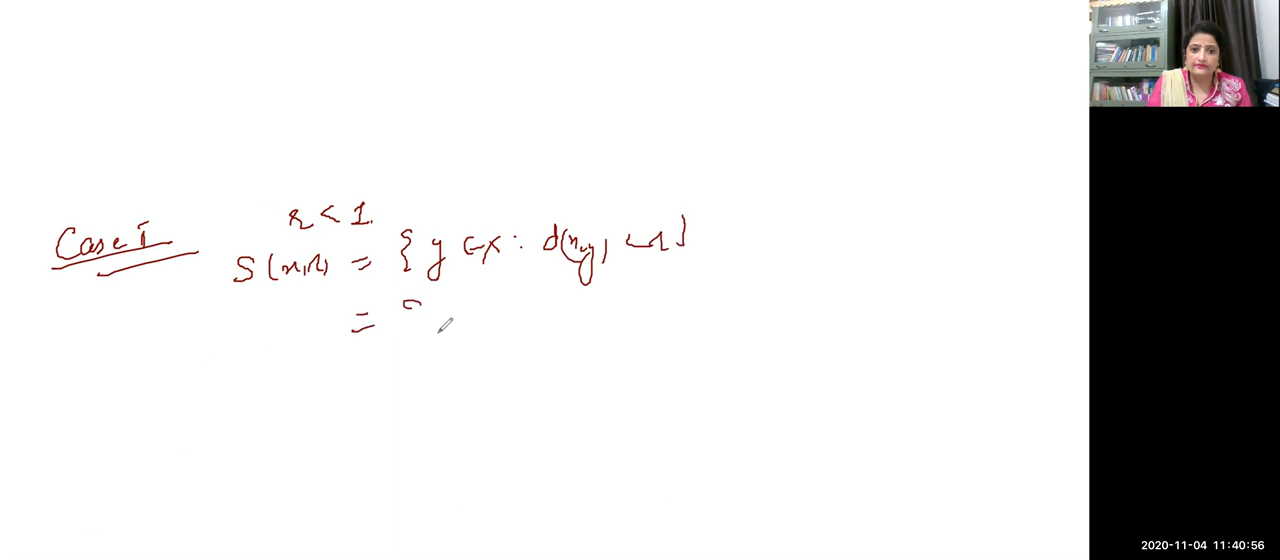 r < 1.
Case I
S(x,r) = { y ∈ X : d(x,y) < r }
=
2020-11-04 11:40:56